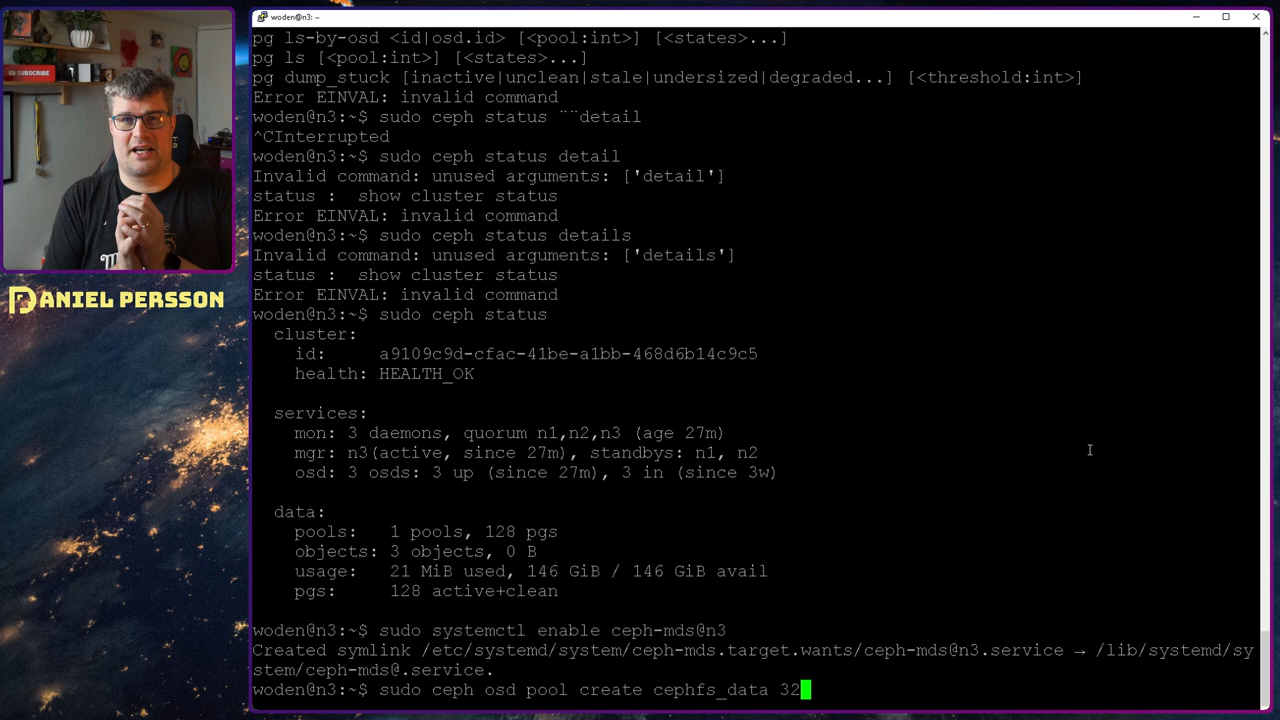 woden@n3: ~
pg ls-by-osd <id|osd.id> [<pool:int>] [<states>...]
pg ls [<pool:int>] [<states>...]
pg dump_stuck [inactive|unclean|stale|undersized|degraded...] [<threshold:int>]
Error EINVAL: invalid command
woden@n3:~$ sudo ceph status ¨¨detail
^CInterrupted
woden@n3:~$ sudo ceph status detail
Invalid command: unused arguments: ['detail']
status :  show cluster status
Error EINVAL: invalid command
woden@n3:~$ sudo ceph status details
Invalid command: unused arguments: ['details']
status :  show cluster status
Error EINVAL: invalid command
woden@n3:~$ sudo ceph status
cluster:
id:     a9109c9d-cfac-41be-a1bb-468d6b14c9c5
health: HEALTH_OK
services:
mon: 3 daemons, quorum n1,n2,n3 (age 27m)
mgr: n3(active, since 27m), standbys: n1, n2
osd: 3 osds: 3 up (since 27m), 3 in (since 3w)
data:
pools:   1 pools, 128 pgs
objects: 3 objects, 0 B
usage:   21 MiB used, 146 GiB / 146 GiB avail
pgs:     128 active+clean
woden@n3:~$ sudo systemctl enable ceph-mds@n3
Created symlink /etc/systemd/system/ceph-mds.target.wants/ceph-mds@n3.service → /lib/systemd/sy
stem/ceph-mds@.service.
woden@n3:~$ sudo ceph osd pool create cephfs_data 32
SUBSCRIBE
DANIEL PERSSON